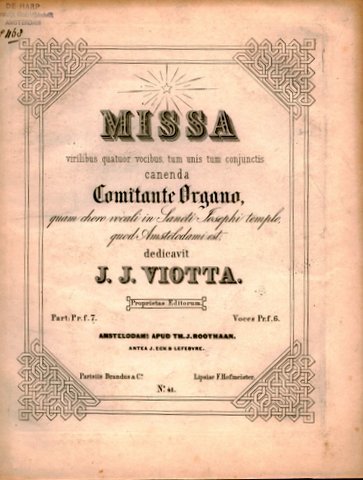 DE HARP
AMSTERDAM
MISSA
virilibus quatuor vocibus, tum unis tum conjunctis
canenda
Comitante Organo,
quam choro vocali in Sancti Josephi templo,
quod Amstelodami est,
dedicavit
J. J. VIOTTA.
Proprietas Editorum.
Part: Pr. f. 7. Voces Pr. f. 6.
AMSTELODAMI APUD TH. J. ROOTHAAN.
ANTEA J. ECK & LEFEBVRE.
Parisiis Brandus & Cº. Lipsiae F. Hofmeister.
Nº. 41.